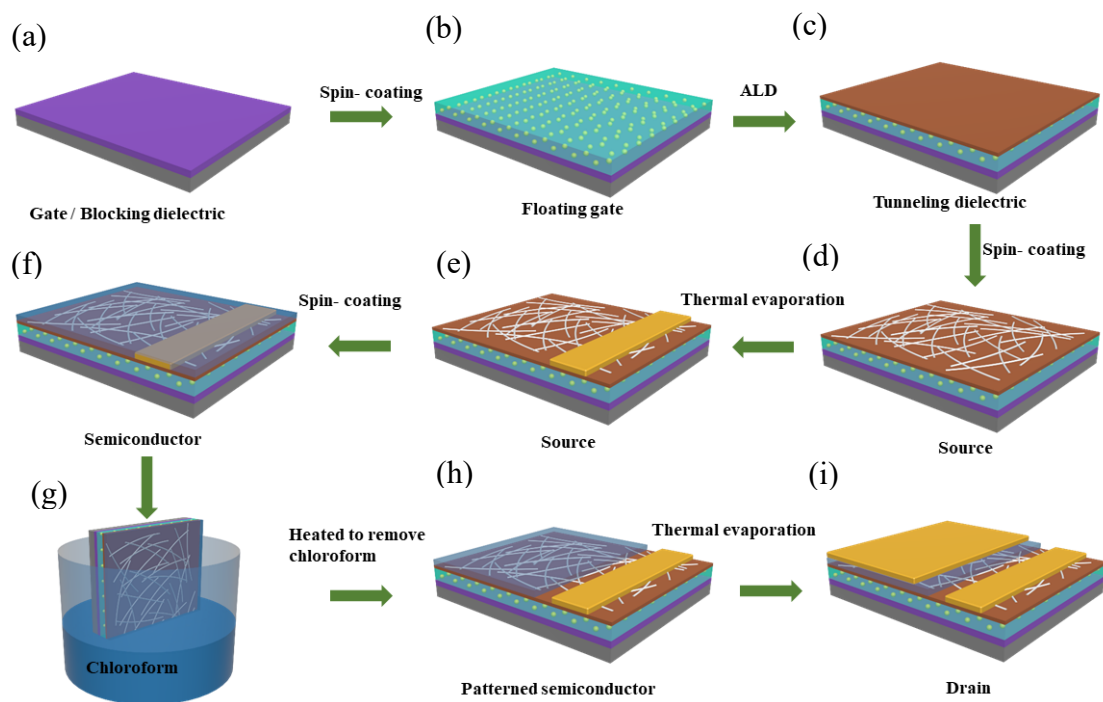 (a)
(b)
(c)
Spin- coating
ALD
Gate / Blocking dielectric
Floating gate
Tunneling dielectric
Spin- coating
(d)
(e)
(f)
Thermal evaporation
Spin- coating
Source
Source
Semiconductor
(g)
(h)
(i)
Heated to remove
chloroform
Thermal evaporation
Chloroform
Patterned semiconductor
Drain